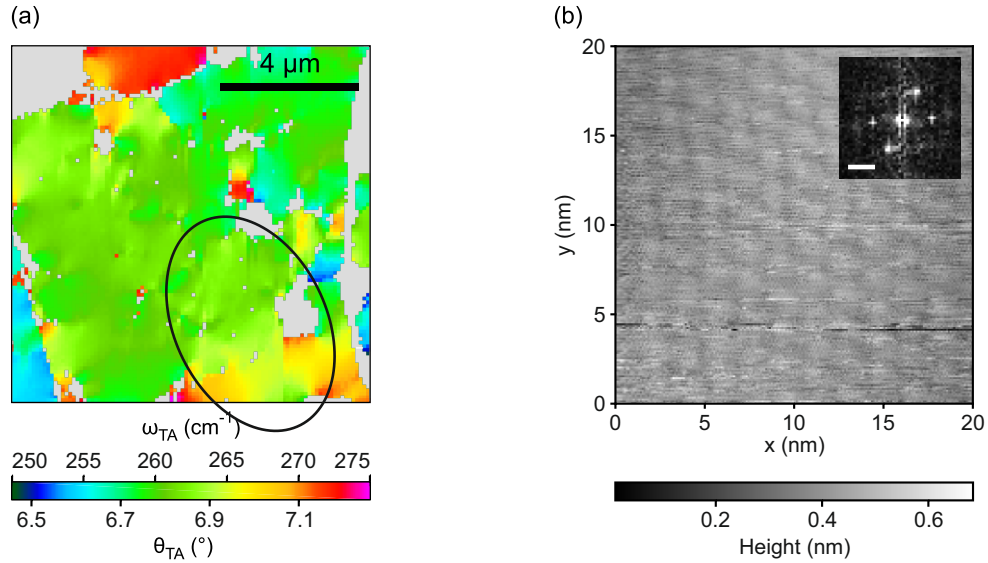 (a)
4 μm
ω_TA (cm⁻¹)
250 255 260 265 270 275
6.5 6.7 6.9 7.1
θ_TA (°)
(b)
20
15
10
5
0
y (nm)
0 5 10 15 20
x (nm)
0.2 0.4 0.6
Height (nm)